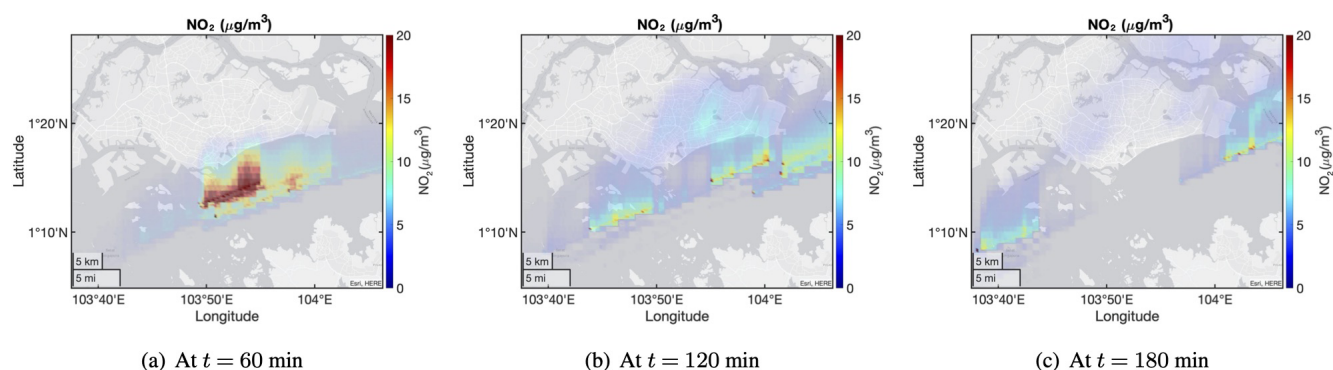 NO₂ (μg/m³)
20
15
10
5
0
NO₂(μg/m³)
1°20'N
1°10'N
Latitude
5 km
5 mi
Esri, HERE
103°40'E 103°50'E 104°E
Longitude
(a) At t = 60 min
NO₂ (μg/m³)
20
15
10
5
0
NO₂(μg/m³)
1°20'N
1°10'N
Latitude
5 km
5 mi
Esri, HERE
103°40'E 103°50'E 104°E
Longitude
(b) At t = 120 min
NO₂ (μg/m³)
20
15
10
5
0
NO₂(μg/m³)
1°20'N
1°10'N
Latitude
5 km
5 mi
Esri, HERE
103°40'E 103°50'E 104°E
Longitude
(c) At t = 180 min